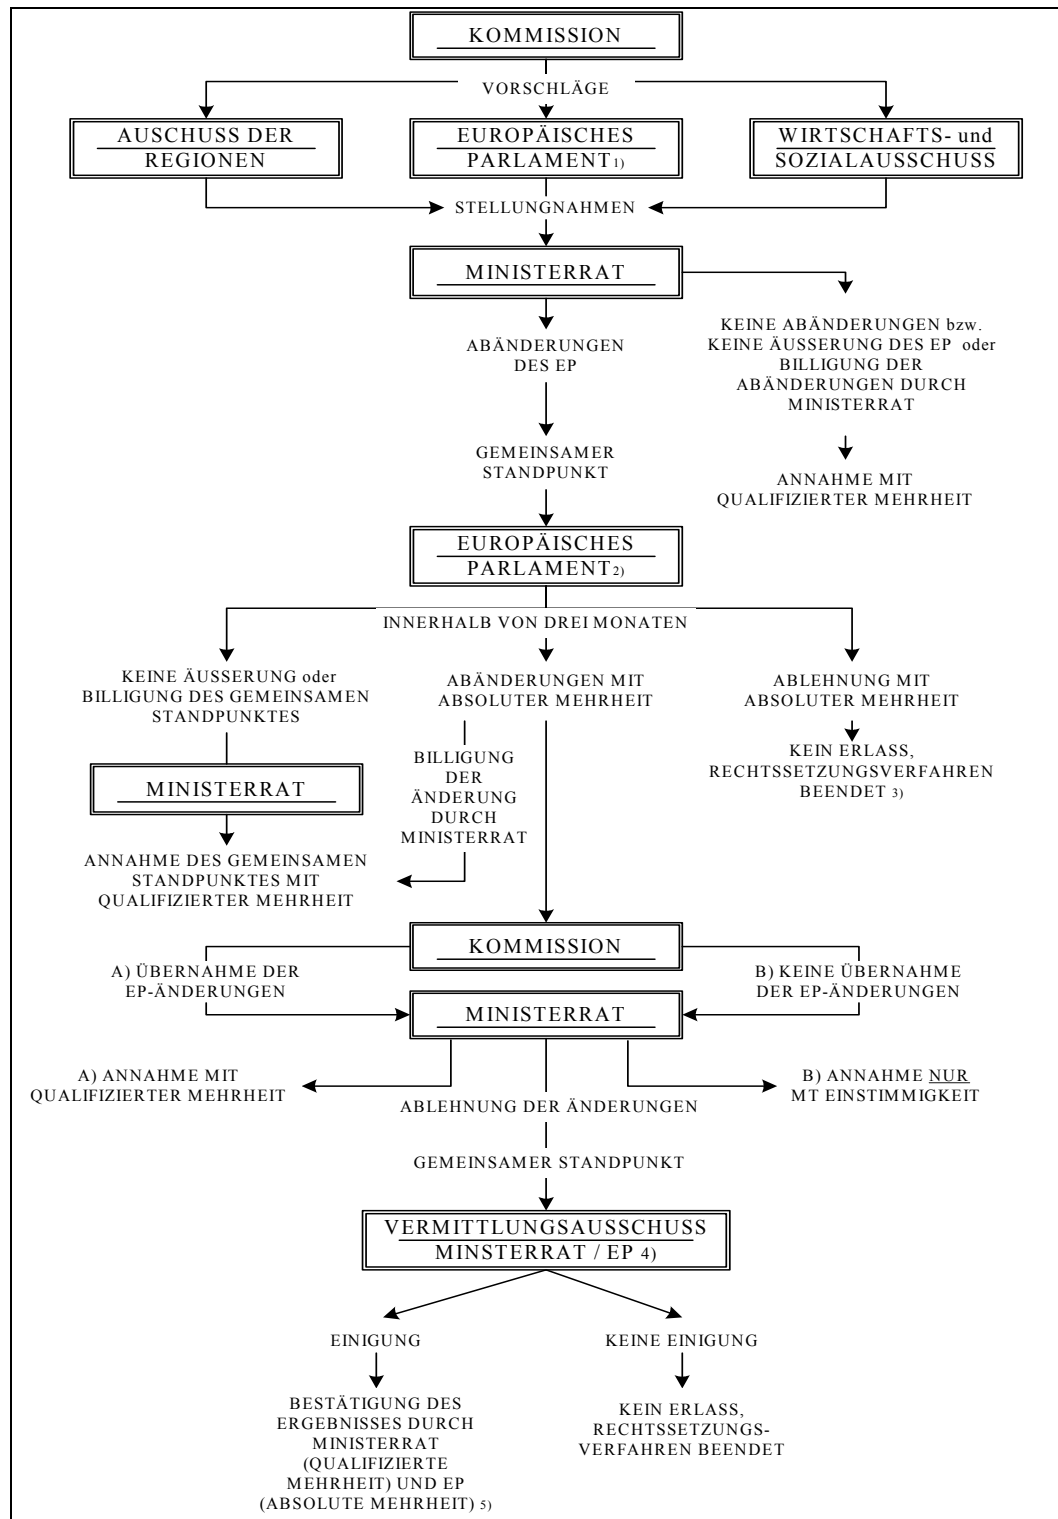 KOMMISSION
VORSCHLÄGE
AUSCHUSS DER
REGIONEN
EUROPÄISCHES
PARLAMENT 1)
WIRTSCHAFTS- und
SOZIALAUSSCHUSS
STELLUNGNAHMEN
MINISTERRAT
ABÄNDERUNGEN
DES EP
KEINE ABÄNDERUNGEN bzw.
KEINE ÄUSSERUNG DES EP oder
BILLIGUNG DER
ABÄNDERUNGEN DURCH
MINISTERRAT
GEMEINSAMER
STANDPUNKT
ANNAHME MIT
QUALIFIZIERTER MEHRHEIT
EUROPÄISCHES
PARLAMENT 2)
INNERHALB VON DREI MONATEN
KEINE ÄUSSERUNG oder
BILLIGUNG DES GEMEINSAMEN
STANDPUNKTES
ABÄNDERUNGEN MIT
ABSOLUTER MEHRHEIT
ABLEHNUNG MIT
ABSOLUTER MEHRHEIT
BILLIGUNG
DER
ÄNDERUNG
DURCH
MINISTERRAT
KEIN ERLASS,
RECHTSSETZUNGSVERFAHREN
BEENDET 3)
MINISTERRAT
ANNAHME DES GEMEINSAMEN
STANDPUNKTES MIT
QUALIFIZIERTER MEHRHEIT
KOMMISSION
A) ÜBERNAHME DER
EP-ÄNDERUNGEN
B) KEINE ÜBERNAHME
DER EP-ÄNDERUNGEN
MINISTERRAT
A) ANNAHME MIT
QUALIFIZIERTER MEHRHEIT
ABLEHNUNG DER ÄNDERUNGEN
B) ANNAHME NUR
MT EINSTIMMIGKEIT
GEMEINSAMER STANDPUNKT
VERMITTLUNGSAUSSCHUSS
MINSTERRAT / EP 4)
EINIGUNG
KEINE EINIGUNG
BESTÄTIGUNG DES
ERGEBNISSES DURCH
MINISTERRAT
(QUALIFIZIERTE
MEHRHEIT) UND EP
(ABSOLUTE MEHRHEIT) 5)
KEIN ERLASS,
RECHTSSETZUNGS-
VERFAHREN BEENDET